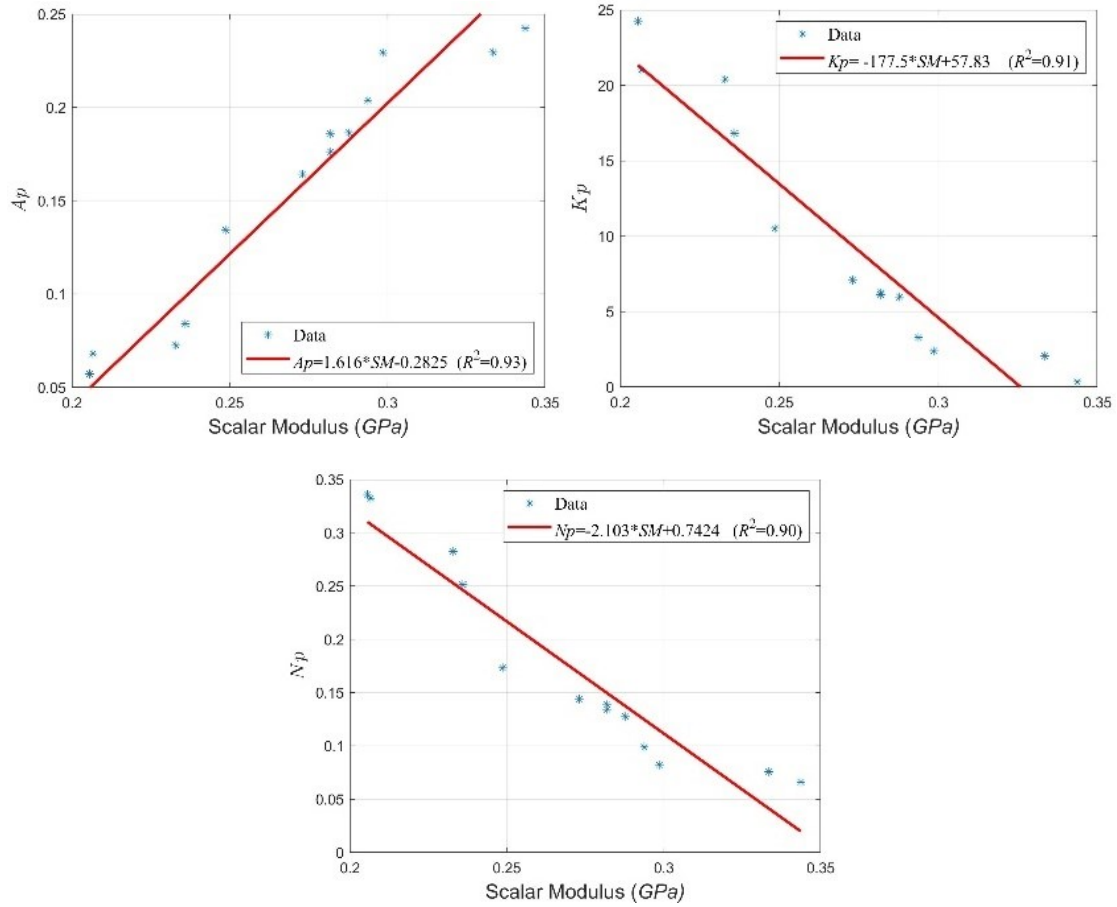 0.25
0.2
0.15
0.1
0.05
Ap
Data
Ap=1.616*SM-0.2825 (R²=0.93)
0.2 0.25 0.3 0.35
Scalar Modulus (GPa)
25
20
15
10
5
0
Kp
Data
Kp= -177.5*SM+57.83 (R²=0.91)
0.2 0.25 0.3 0.35
Scalar Modulus (GPa)
0.35
0.3
0.25
0.2
0.15
0.1
0.05
0
Np
Data
Np=-2.103*SM+0.7424 (R²=0.90)
0.2 0.25 0.3 0.35
Scalar Modulus (GPa)